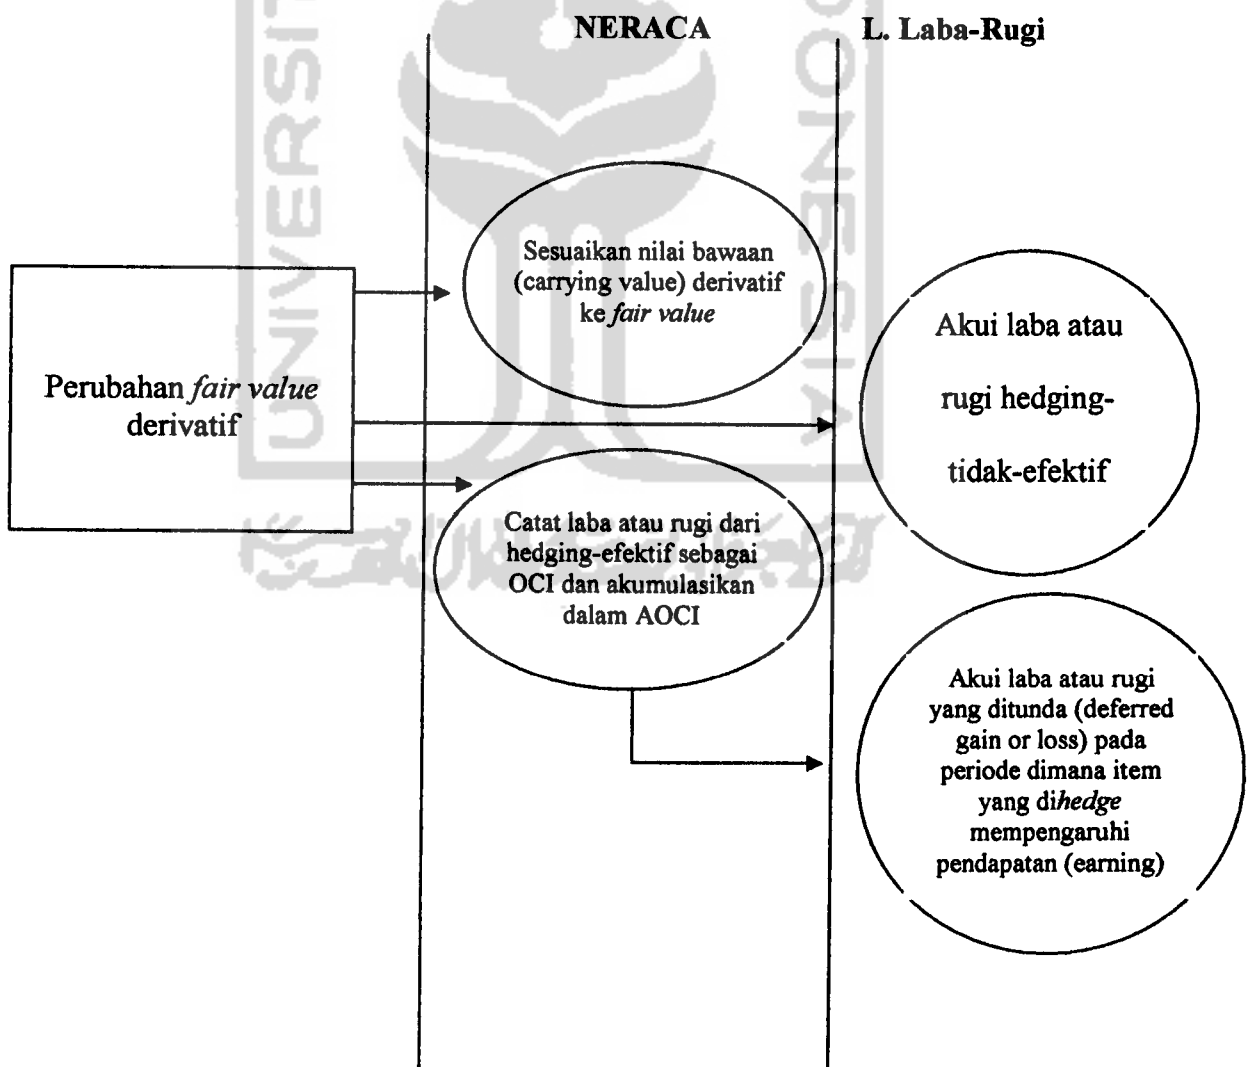 NERACA
L. Laba-Rugi
Perubahan fair value
derivatif
Sesuaikan nilai bawaan
(carrying value) derivatif
ke fair value
Akui laba atau
rugi hedging-
tidak-efektif
Catat laba atau rugi dari
hedging-efektif sebagai
OCI dan akumulasikan
dalam AOCI
Akui laba atau rugi
yang ditunda (deferred
gain or loss) pada
periode dimana item
yang dihedge
mempengaruhi
pendapatan (earning)
UNIVERSIT
DONESIA